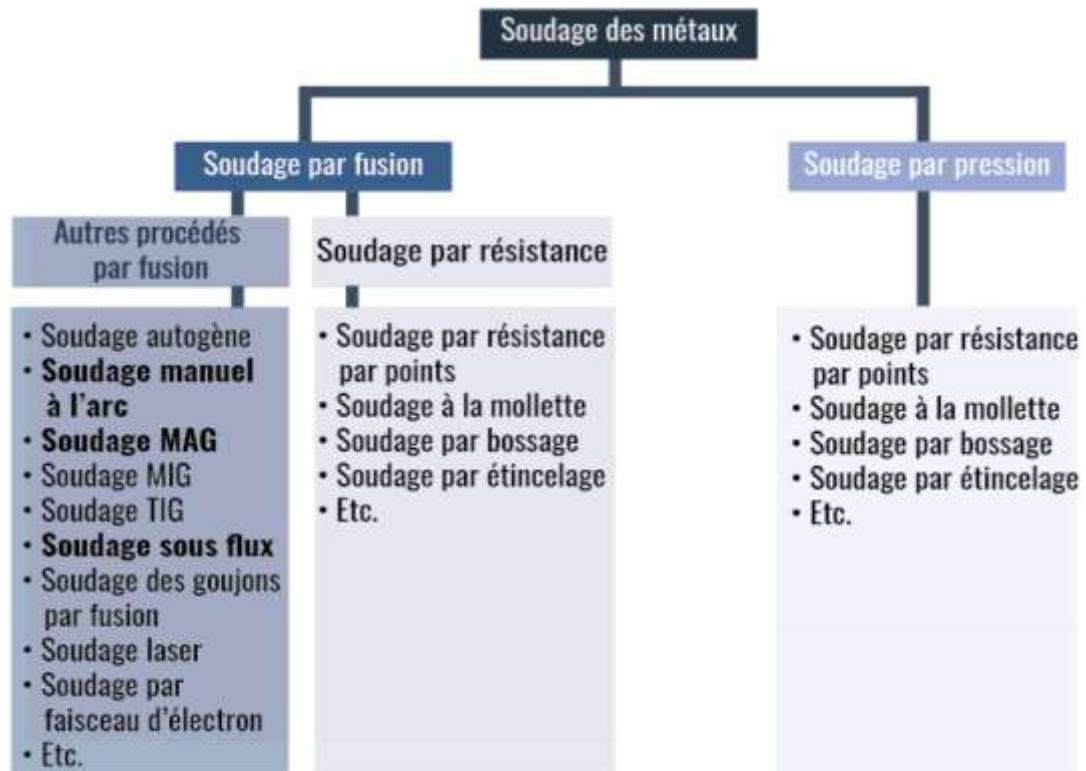 Soudage des métaux
Soudage par fusion
Soudage par pression
Autres procédés
par fusion
Soudage par résistance
• Soudage autogène
• Soudage manuel
à l'arc
• Soudage MAG
• Soudage MIG
• Soudage TIG
• Soudage sous flux
• Soudage des goujons
par fusion
• Soudage laser
• Soudage par
faisceau d'électron
• Etc.
• Soudage par résistance
par points
• Soudage à la mollette
• Soudage par bossage
• Soudage par étincelage
• Etc.
• Soudage par résistance
par points
• Soudage à la mollette
• Soudage par bossage
• Soudage par étincelage
• Etc.